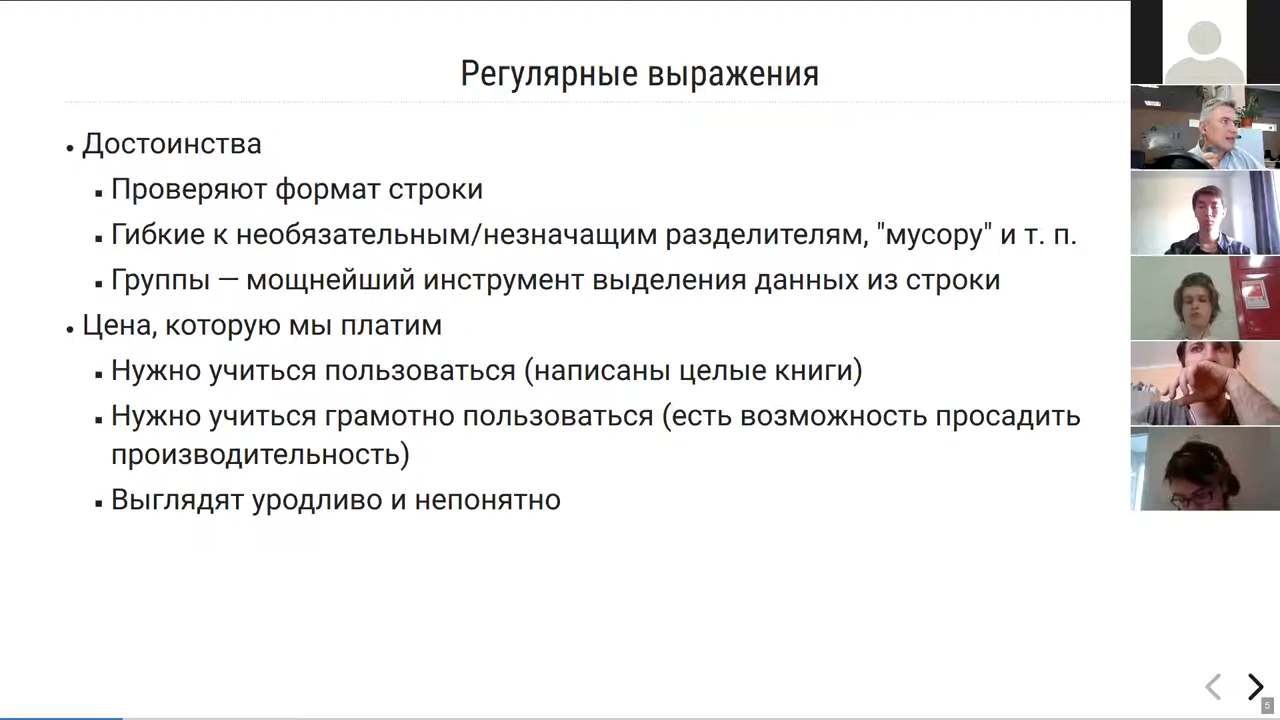 Регулярные выражения
• Достоинства
▪ Проверяют формат строки
▪ Гибкие к необязательным/незначащим разделителям, "мусору" и т. п.
▪ Группы — мощнейший инструмент выделения данных из строки
• Цена, которую мы платим
▪ Нужно учиться пользоваться (написаны целые книги)
▪ Нужно учиться грамотно пользоваться (есть возможность просадить
производительность)
▪ Выглядят уродливо и непонятно
5